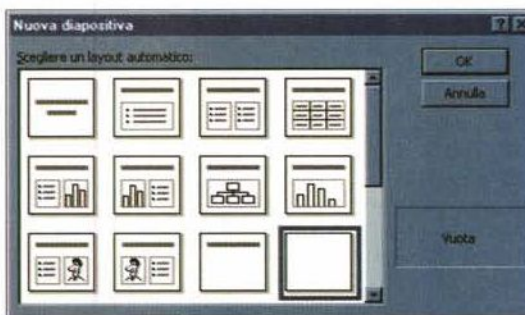 Nuova diapositiva
Scegliere un layout automatico:
OK
Annulla
Vuota